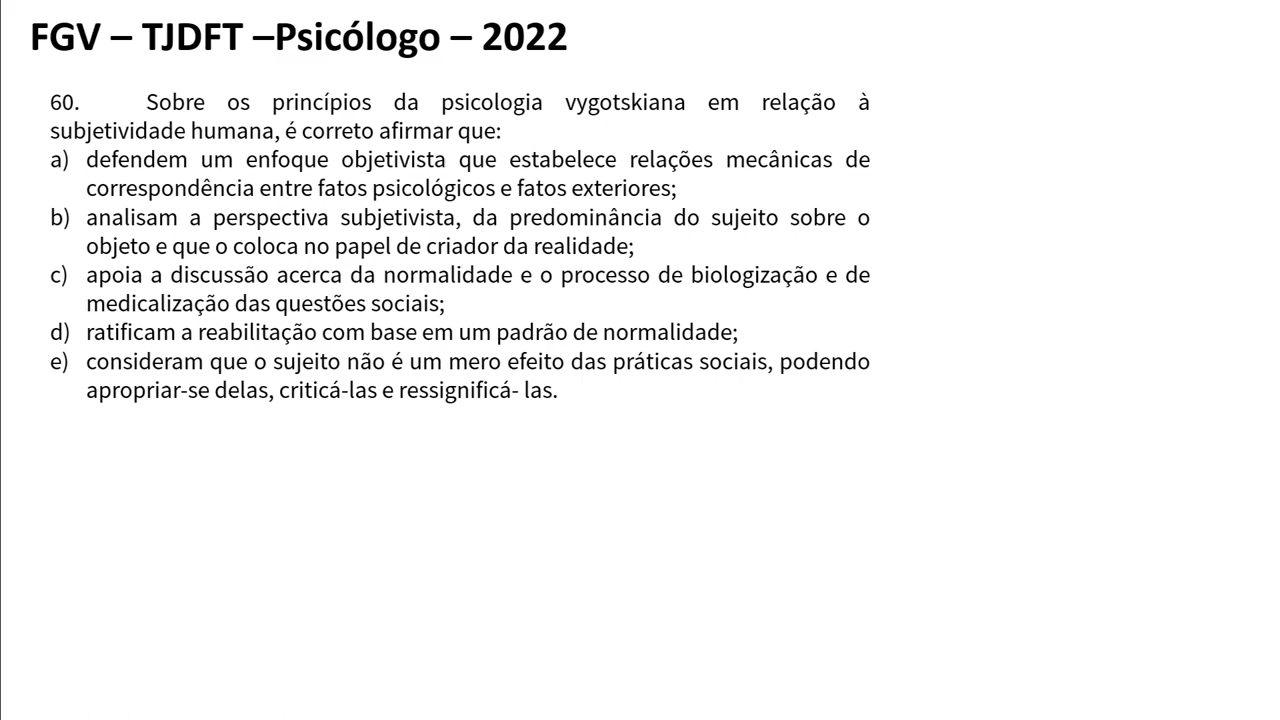 FGV – TJDFT –Psicólogo – 2022
60. Sobre os princípios da psicologia vygotskiana em relação à
subjetividade humana, é correto afirmar que:
a) defendem um enfoque objetivista que estabelece relações mecânicas de
correspondência entre fatos psicológicos e fatos exteriores;
b) analisam a perspectiva subjetivista, da predominância do sujeito sobre o
objeto e que o coloca no papel de criador da realidade;
c) apoia a discussão acerca da normalidade e o processo de biologização e de
medicalização das questões sociais;
d) ratificam a reabilitação com base em um padrão de normalidade;
e) consideram que o sujeito não é um mero efeito das práticas sociais, podendo
apropriar-se delas, criticá-las e ressignificá- las.